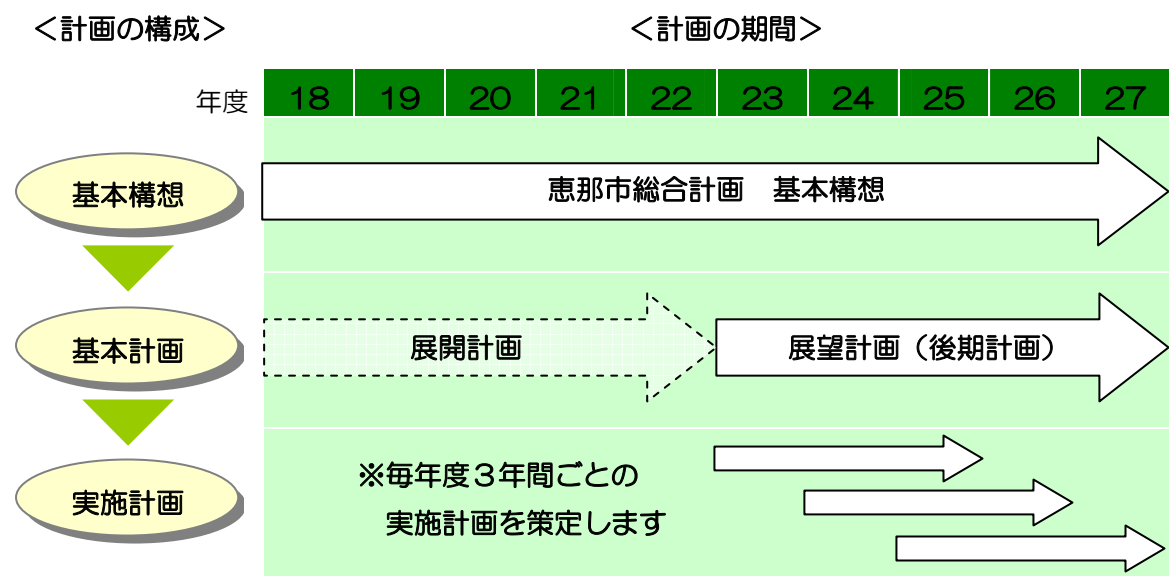 ＜計画の構成＞
＜計画の期間＞
年度 18 19 20 21 22 23 24 25 26 27
基本構想
恵那市総合計画　基本構想
基本計画
展開計画
展望計画（後期計画）
実施計画
※毎年度３年間ごとの
実施計画を策定します